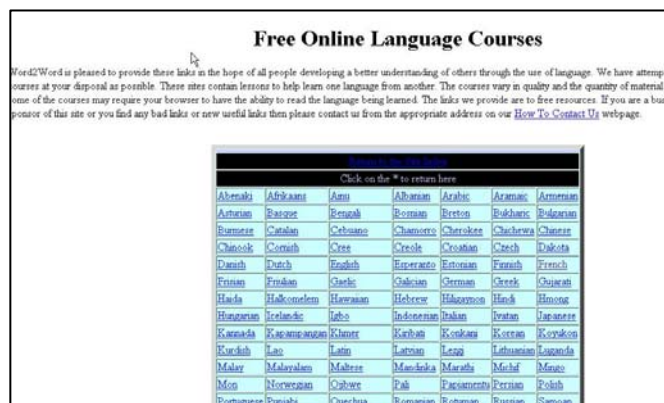 Free Online Language Courses
Word2Word is pleased to provide these links in the hope of all people developing a better understanding of others through the use of language. We have attemp
ourses at your disposal as possible. These sites contain lessons to help learn one language from another. The courses vary in quality and the quantity of material
ome of the courses may require your browser to have the ability to read the language being learned. The links we provide are to free resources. If you are a bus
ponsor of this site or you find any bad links or new useful links then please contact us from the appropriate address on our How To Contact Us webpage.
Click on the * to return here
Abenaki Afrikaans Ainu Albanian Arabic Aramaic Armenian
Asturian Basque Bengali Bosnian Breton Bukharic Bulgarian
Burmese Catalan Cebuano Chamorro Cherokee Chichewa Chinese
Chinook Cornish Cree Creole Croatian Czech Dakota
Danish Dutch English Esperanto Estonian Finnish French
Frisian Friulian Gaelic Galician German Greek Gujarati
Haida Halkomelem Hawaiian Hebrew Hiligaynon Hindi Hmong
Hungarian Icelandic Igbo Indonesian Italian Ivatan Japanese
Kannada Kapampangan Khmer Kiribati Konkani Korean Koyukon
Kurdish Lao Latin Latvian Lezgi Lithuanian Luganda
Malay Malayalam Maltese Mandinka Marathi Michif Mingo
Mon Norwegian Ojibwe Pali Papiamentu Persian Polish
Portuguese Punjabi Quechua Romanian Rotuman Russian Samoan